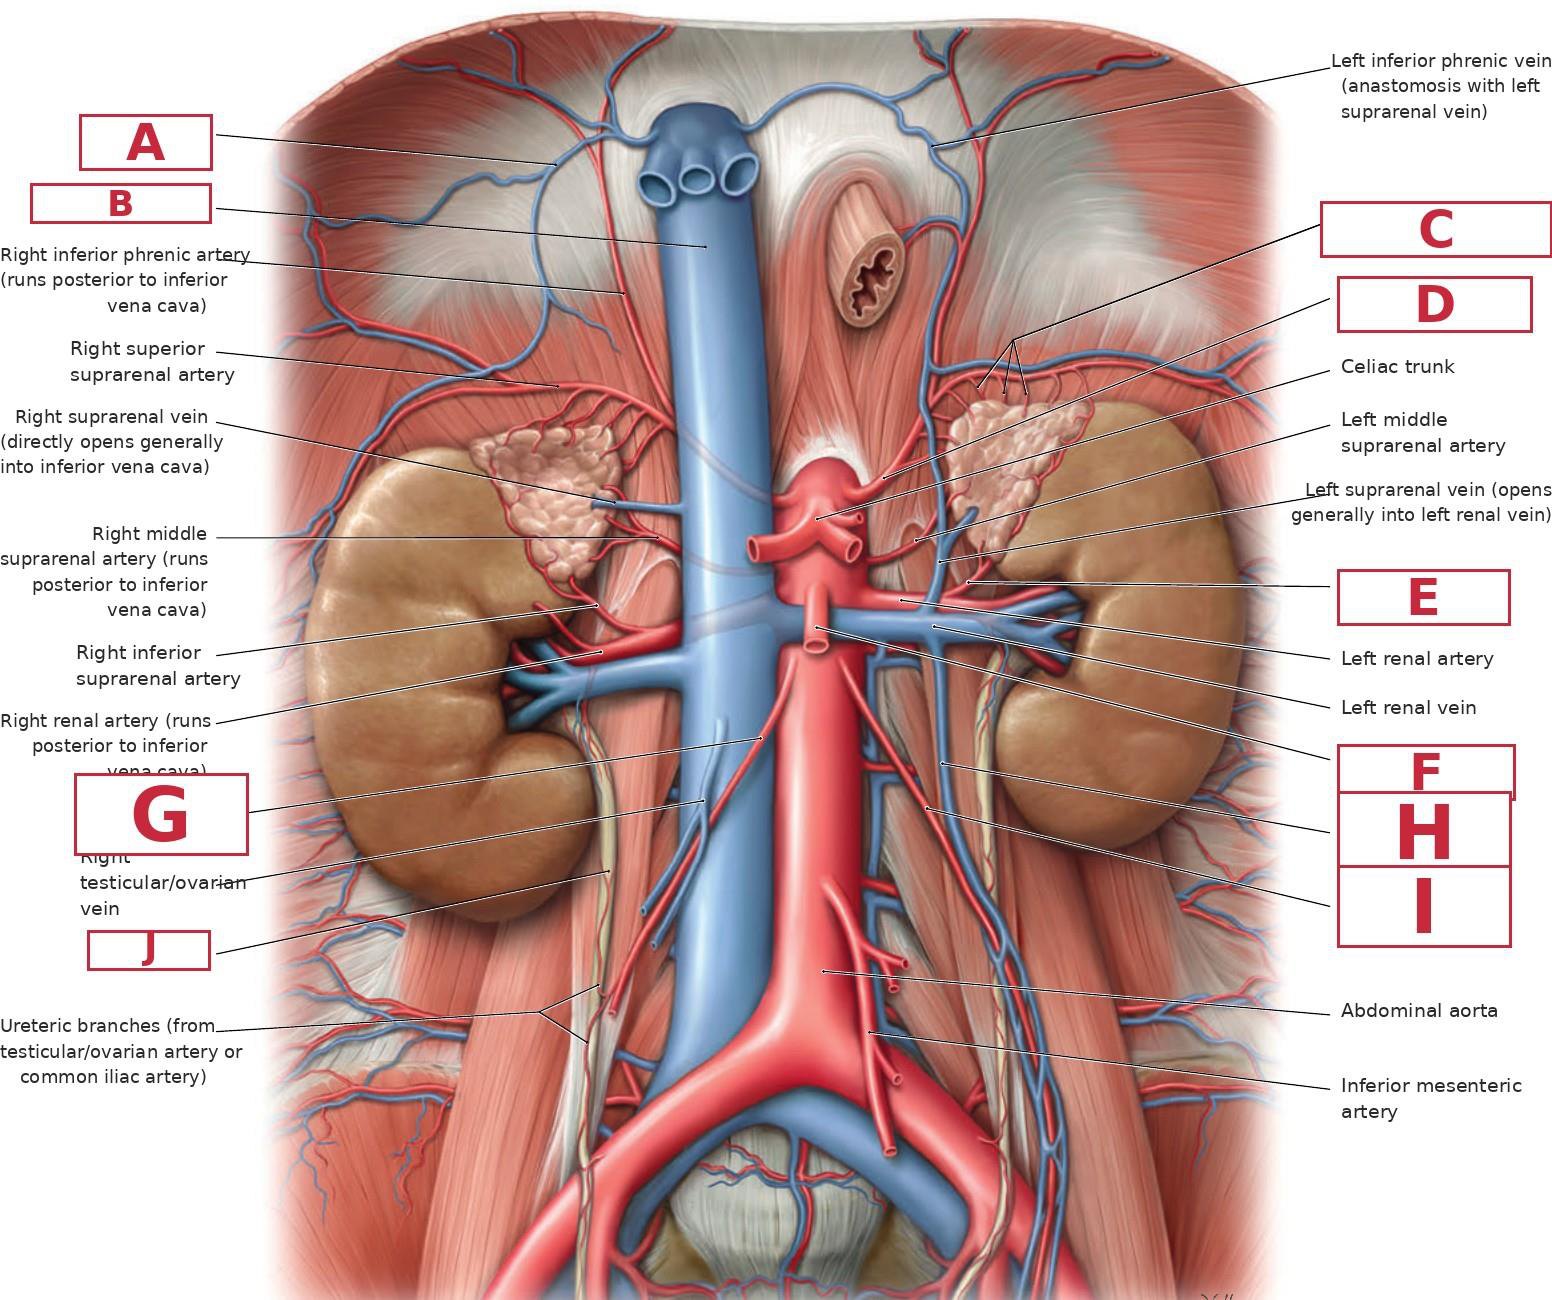 A
B
Right inferior phrenic artery
(runs posterior to inferior
vena cava)
Right superior
suprarenal artery
Right suprarenal vein
(directly opens generally
into inferior vena cava)
Right middle
suprarenal artery (runs
posterior to inferior
vena cava)
Right inferior
suprarenal artery
Right renal artery (runs
posterior to inferior
vena cava)
G
Right
testicular/ovarian
vein
J
Ureteric branches (from
testicular/ovarian artery or
common iliac artery)
Left inferior phrenic vein
(anastomosis with left
suprarenal vein)
C
D
Celiac trunk
Left middle
suprarenal artery
Left suprarenal vein (opens
generally into left renal vein)
E
Left renal artery
Left renal vein
F
H
I
Abdominal aorta
Inferior mesenteric
artery